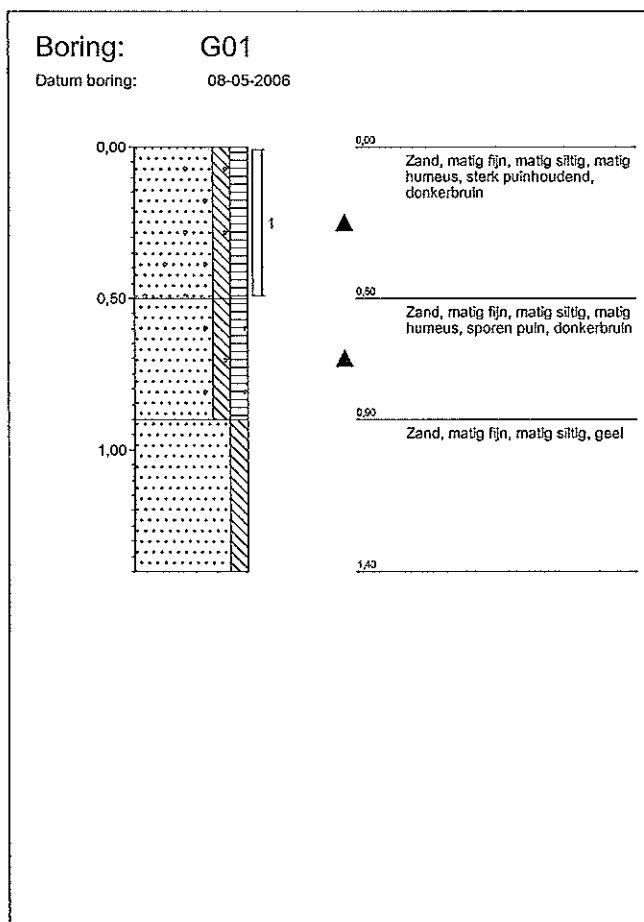 Boring: G01
Datum boring: 08-05-2006
0,00
0,00
Zand, matig fijn, matig siltig, matig
humeus, sterk puinhoudend,
donkerbruin
1
0,50
0,50
Zand, matig fijn, matig siltig, matig
humeus, sporen puin, donkerbruin
0,90
Zand, matig fijn, matig siltig, geel
1,00
1,40